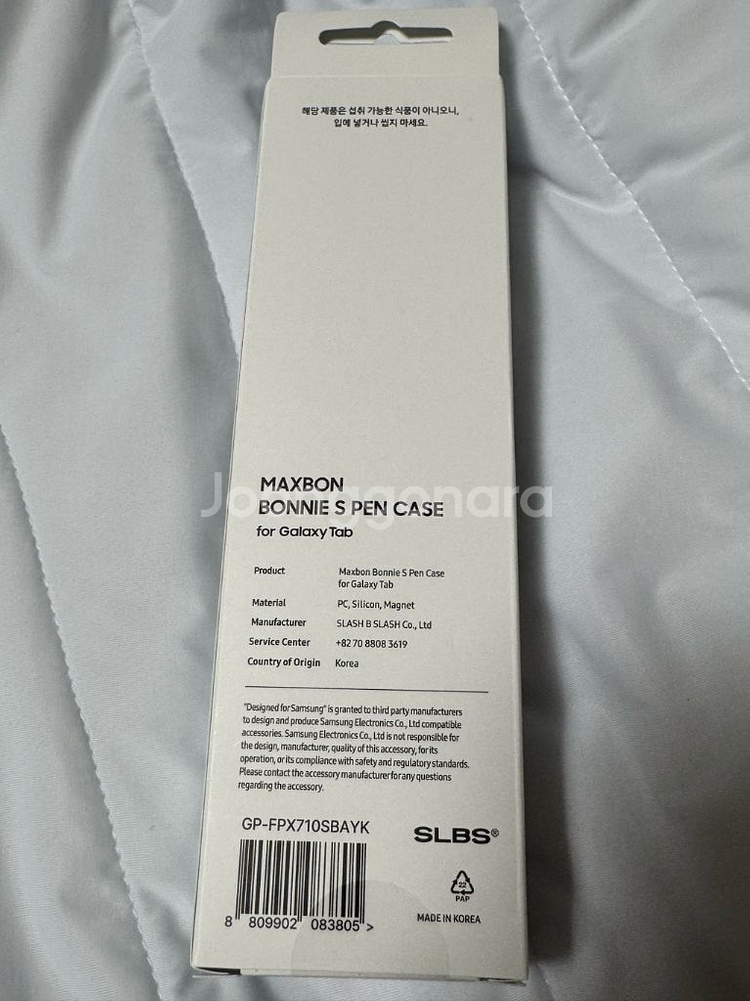 해당 제품은 섭취 가능한 식품이 아니오니,
입에 넣거나 씹지 마세요.
MAXBON
BONNIE S PEN CASE
for Galaxy Tab
Joonggonara
Product Maxbon Bonnie S Pen Case
for Galaxy Tab
Material PC, Silicon, Magnet
Manufacturer SLASH B SLASH Co., Ltd
Service Center +82 70 8808 3619
Country of Origin Korea
"Designed for Samsung" is granted to third party manufacturers
to design and produce Samsung Electronics Co., Ltd compatible
accessories. Samsung Electronics Co., Ltd is not responsible for
the design, manufacturer, quality of this accessory, for its
operation, or its compliance with safety and regulatory standards.
Please contact the accessory manufacturer for any questions
regarding the accessory.
GP-FPX710SBAYK
SLBS®
22
PAP
8 809902 083805 >
MADE IN KOREA